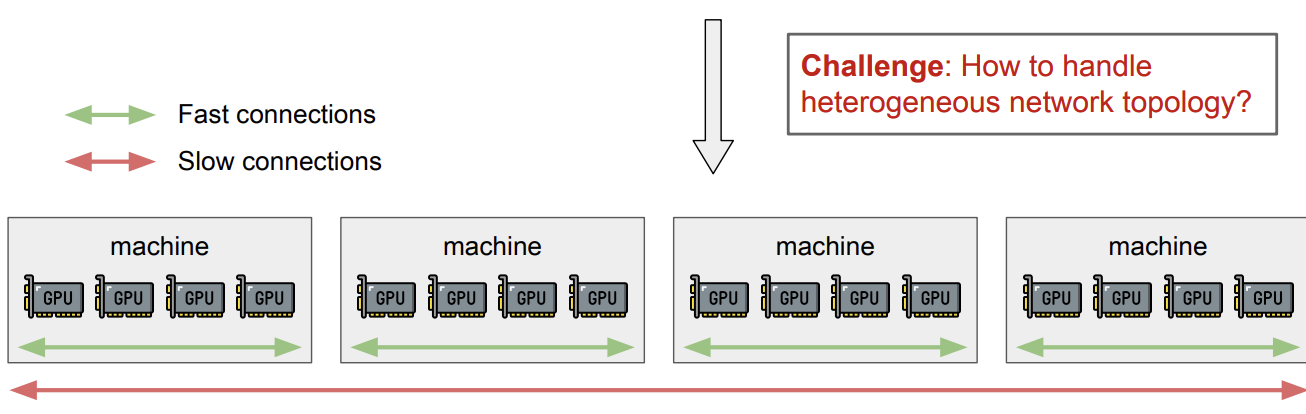 Challenge: How to handle
heterogeneous network topology?
Fast connections
Slow connections
machine
GPU GPU GPU GPU
machine
GPU GPU GPU GPU
machine
GPU GPU GPU GPU
machine
GPU GPU GPU GPU